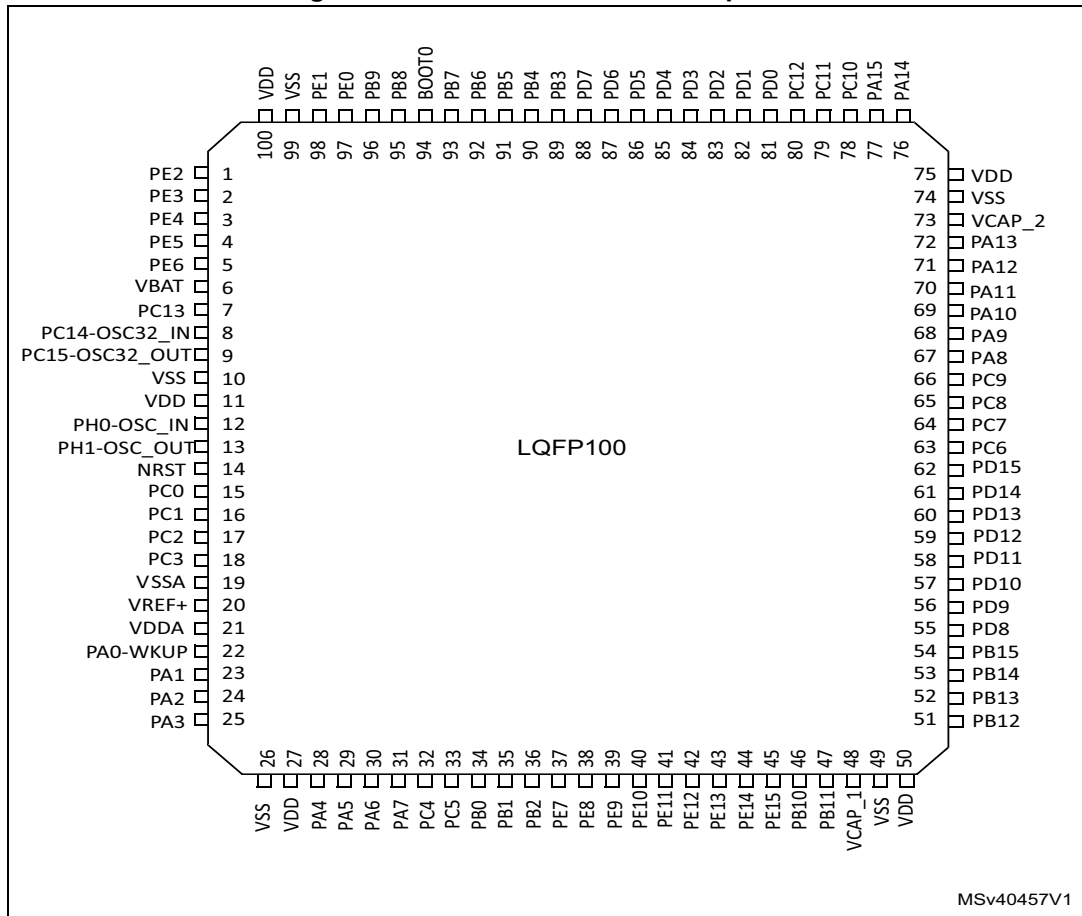 VDD
VSS
PE1
PE0
PB9
PB8
BOOT0
PB7
PB6
PB5
PB4
PB3
PD7
PD6
PD5
PD4
PD3
PD2
PD1
PD0
PC12
PC11
PC10
PA15
PA14
100
99
98
97
96
95
94
93
92
91
90
89
88
87
86
85
84
83
82
81
80
79
78
77
76
PE2 1
PE3 2
PE4 3
PE5 4
PE6 5
VBAT 6
PC13 7
PC14-OSC32_IN 8
PC15-OSC32_OUT 9
VSS 10
VDD 11
PH0-OSC_IN 12
PH1-OSC_OUT 13
NRST 14
PC0 15
PC1 16
PC2 17
PC3 18
VSSA 19
VREF+ 20
VDDA 21
PA0-WKUP 22
PA1 23
PA2 24
PA3 25
LQFP100
75 VDD
74 VSS
73 VCAP_2
72 PA13
71 PA12
70 PA11
69 PA10
68 PA9
67 PA8
66 PC9
65 PC8
64 PC7
63 PC6
62 PD15
61 PD14
60 PD13
59 PD12
58 PD11
57 PD10
56 PD9
55 PD8
54 PB15
53 PB14
52 PB13
51 PB12
26
27
28
29
30
31
32
33
34
35
36
37
38
39
40
41
42
43
44
45
46
47
48
49
50
VSS
VDD
PA4
PA5
PA6
PA7
PC4
PC5
PB0
PB1
PB2
PE7
PE8
PE9
PE10
PE11
PE12
PE13
PE14
PE15
PB10
PB11
VCAP_1
VSS
VDD
MSv40457V1